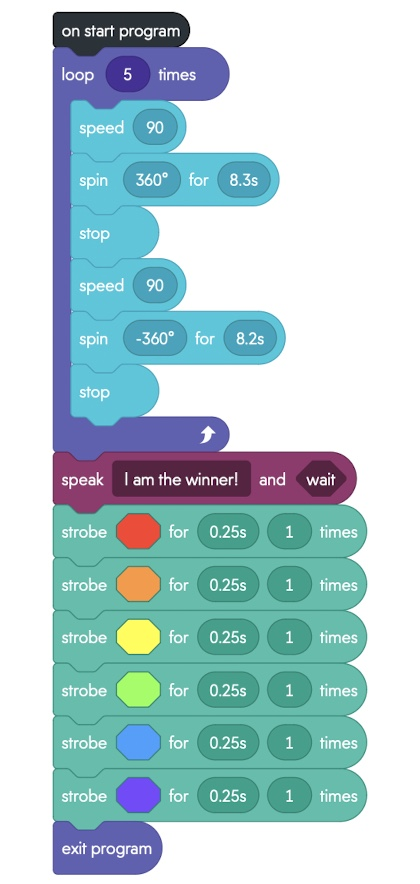 on start program
loop 5 times
speed 90
spin 360° for 8.3s
stop
speed 90
spin -360° for 8.2s
stop
speak I am the winner! and wait
strobe for 0.25s 1 times
strobe for 0.25s 1 times
strobe for 0.25s 1 times
strobe for 0.25s 1 times
strobe for 0.25s 1 times
strobe for 0.25s 1 times
exit program